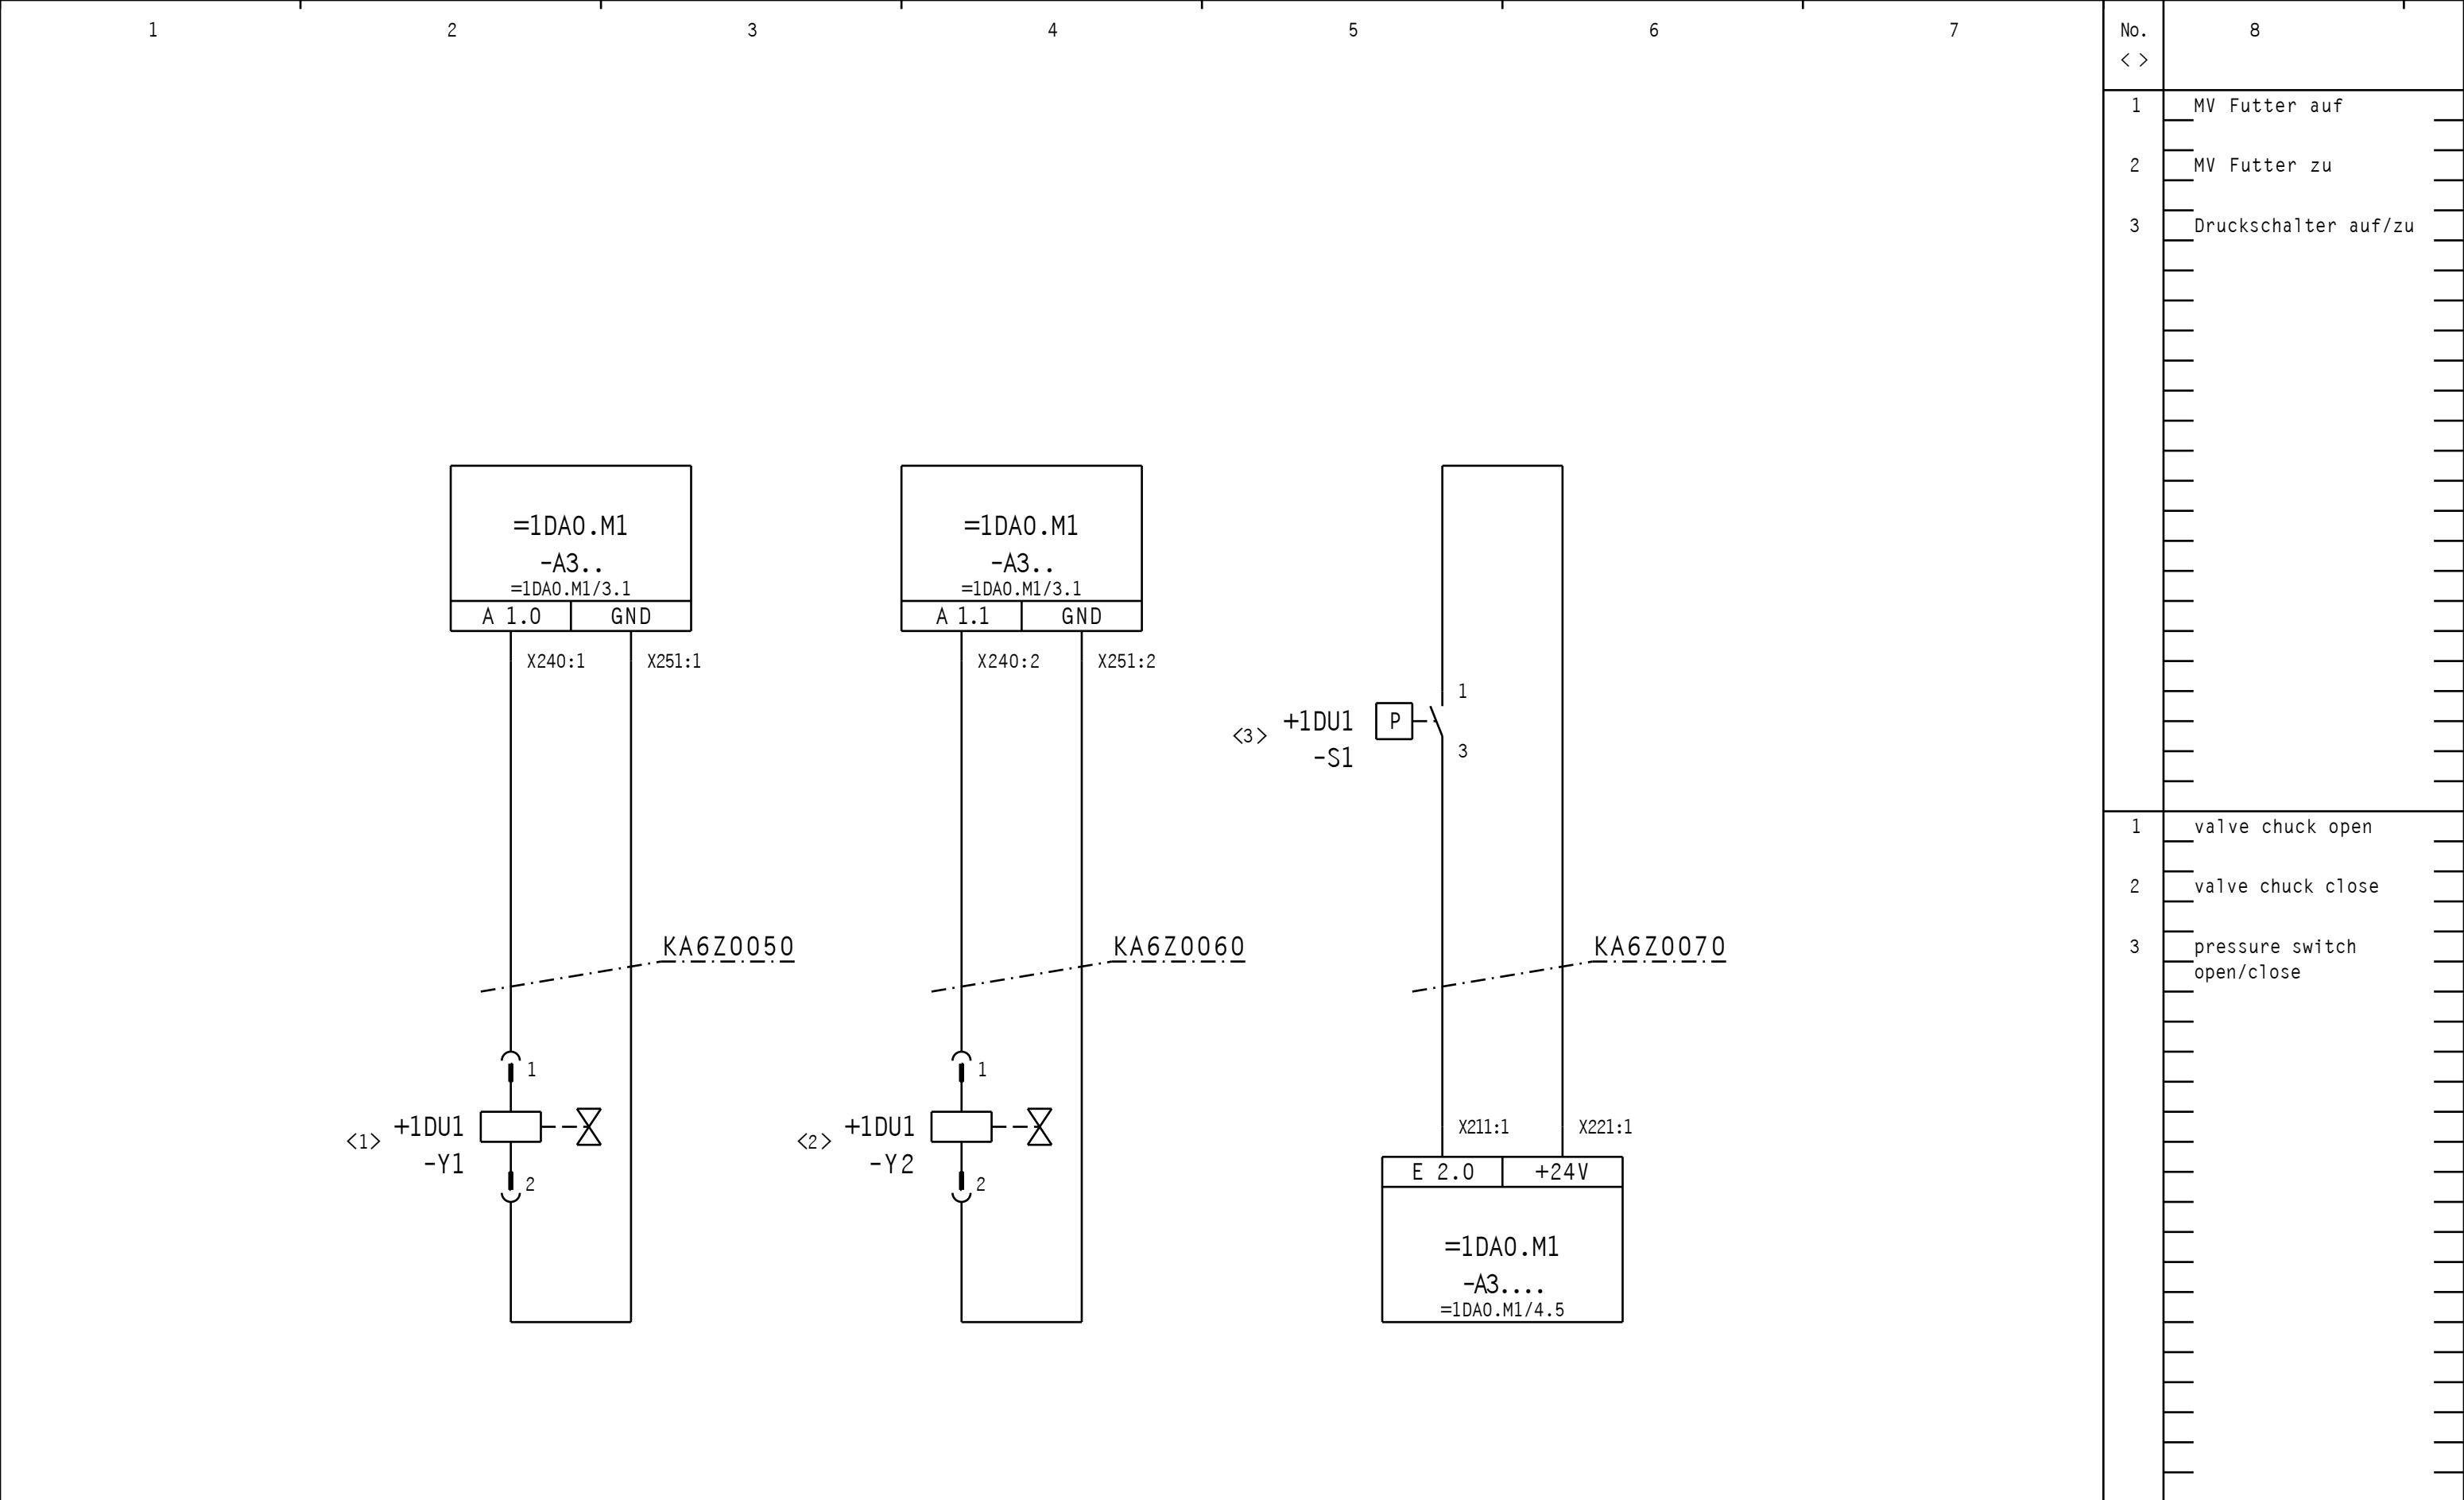 1 2 3 4 5 6 7 No. 8
< >
1 MV Futter auf
2 MV Futter zu
3 Druckschalter auf/zu
=1DA0.M1 =1DA0.M1
-A3.. -A3..
=1DA0.M1/3.1 =1DA0.M1/3.1
A 1.0 GND A 1.1 GND
X240:1 X251:1 X240:2 X251:2
1
<3> +1DU1 P
-S1 3
1 valve chuck open
2 valve chuck close
KA6Z0050 KA6Z0060 KA6Z0070
3 pressure switch
open/close
1 1
<1> +1DU1 <2> +1DU1 X211:1 X221:1
-Y1 -Y2
2 2
E 2.0 +24V
=1DA0.M1
-A3....
=1DA0.M1/4.5